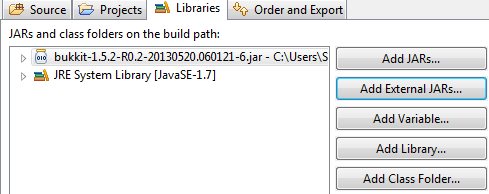 Source Projects Libraries Order and Export
JARs and class folders on the build path:
bukkit-1.5.2-R0.2-20130520.060121-6.jar - C:\Users\S
JRE System Library [JavaSE-1.7]
Add JARs...
Add External JARs...
Add Variable...
Add Library...
Add Class Folder...